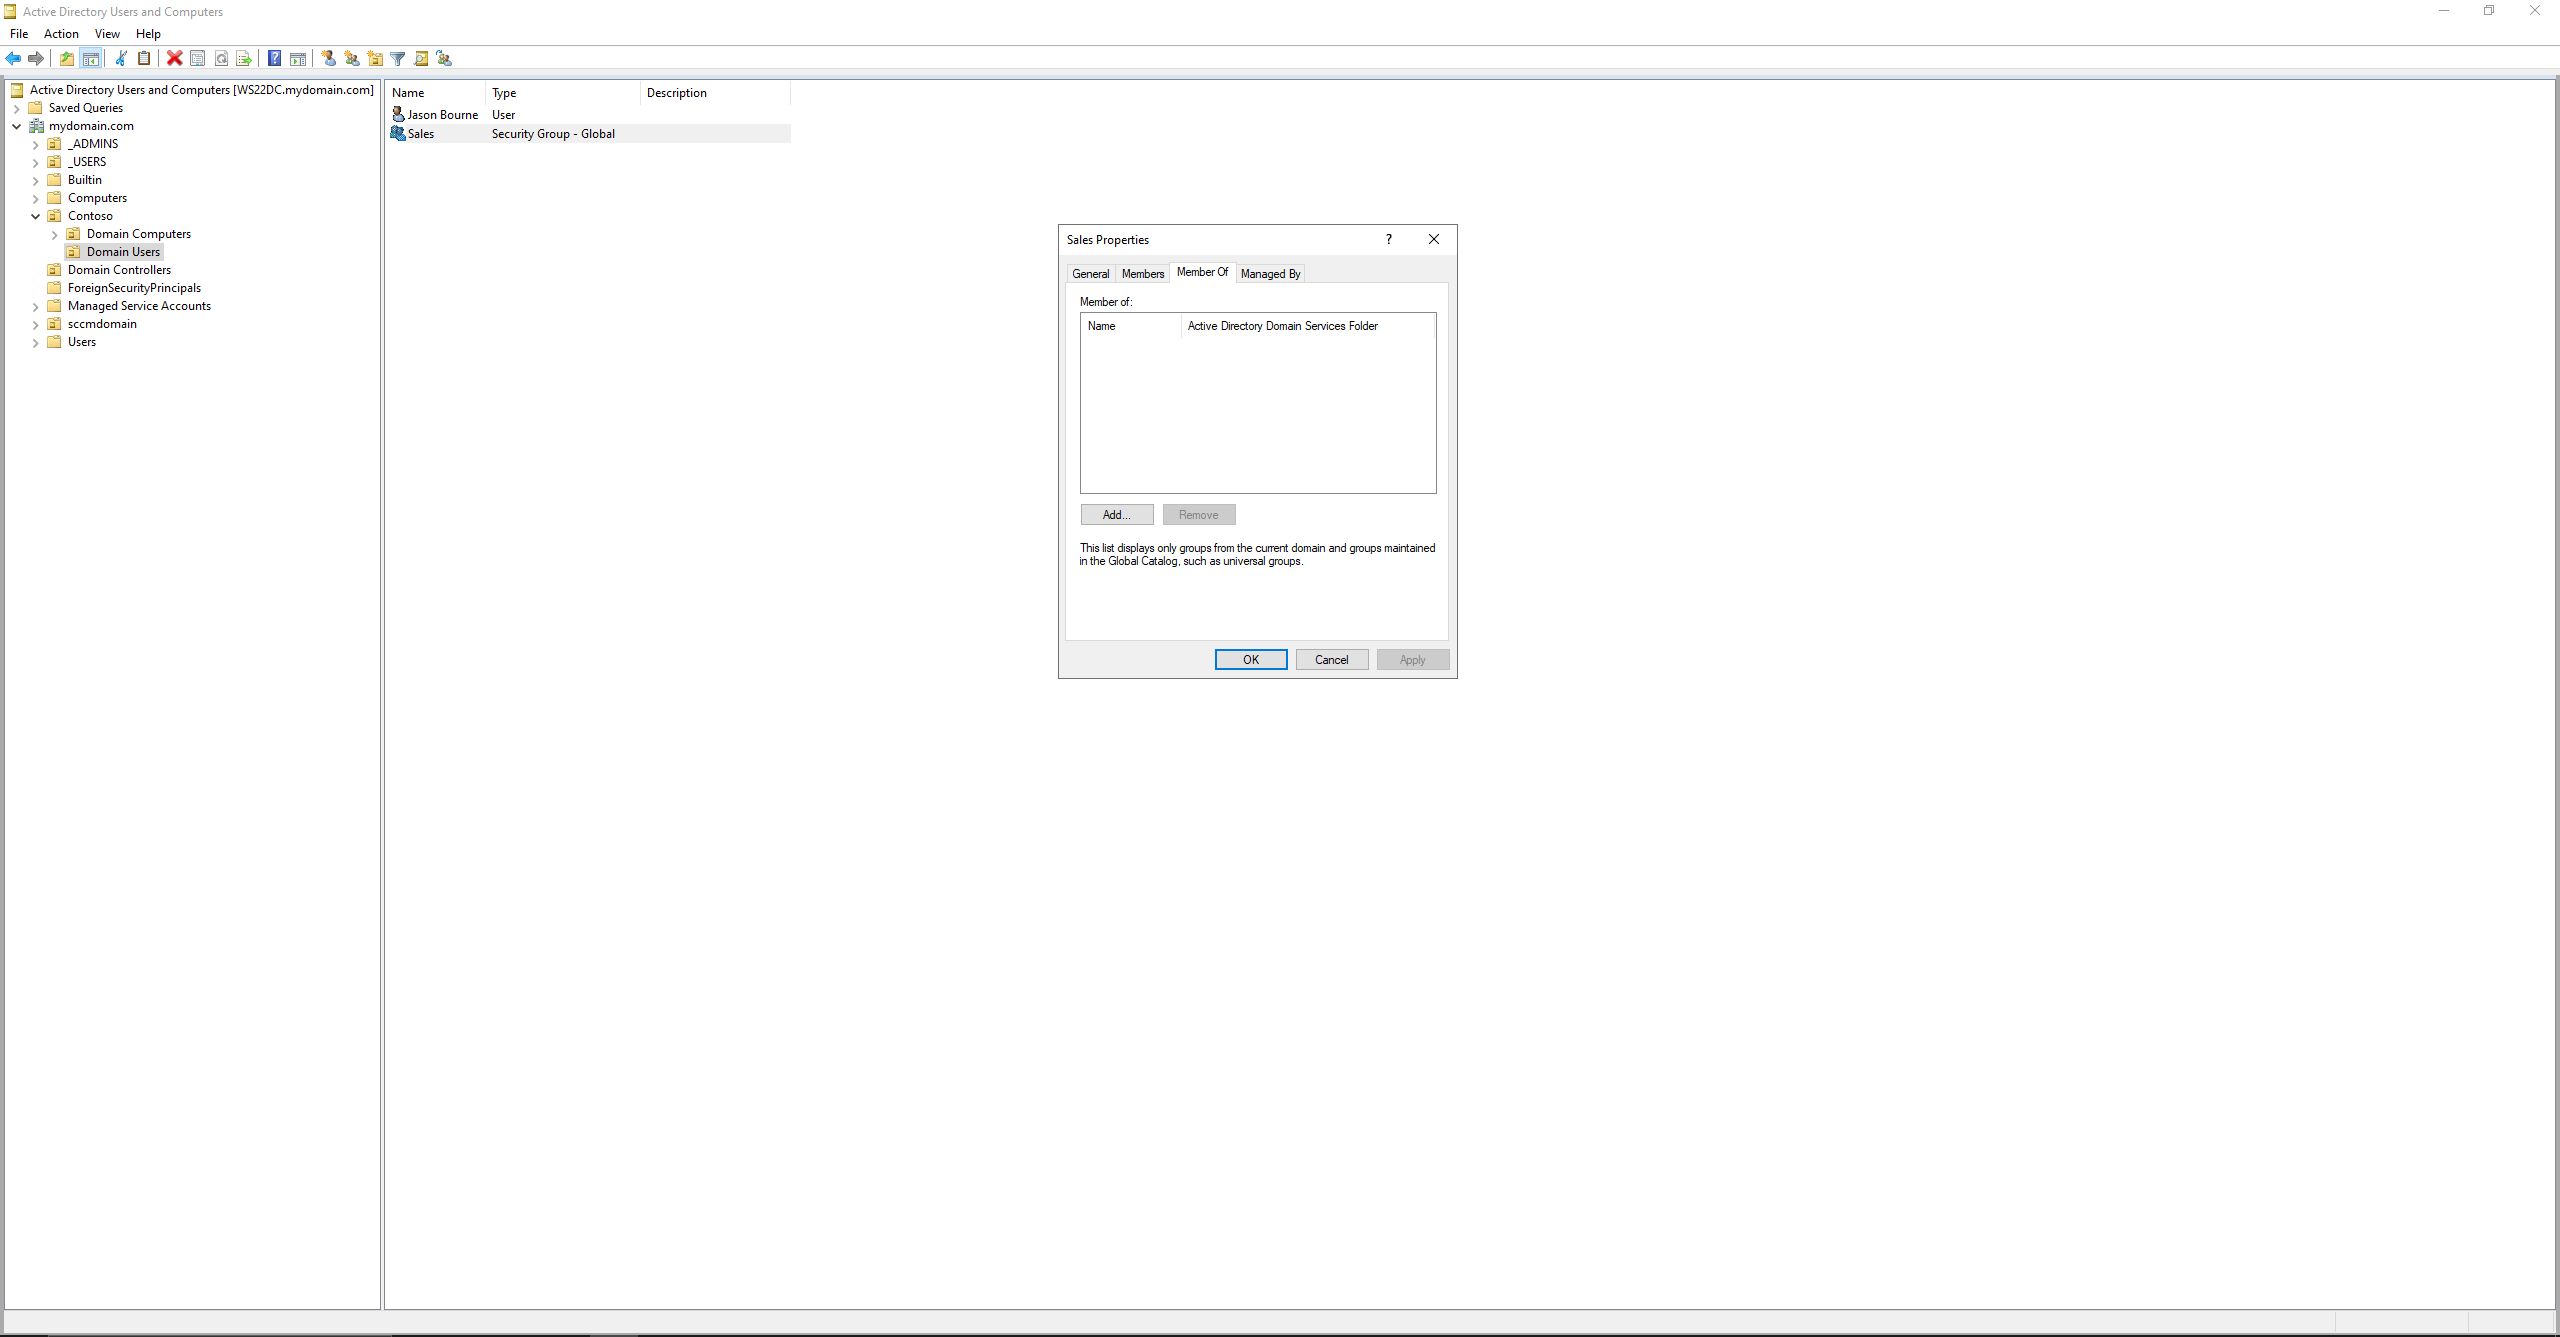 Active Directory Users and Computers
File Action View Help
Active Directory Users and Computers [WS22DC.mydomain.com]
Saved Queries
mydomain.com
_ADMINS
_USERS
Builtin
Computers
Contoso
Domain Computers
Domain Users
Domain Controllers
ForeignSecurityPrincipals
Managed Service Accounts
sccmdomain
Users
Name Type Description
Jason Bourne User
Sales Security Group - Global
Sales Properties
General Members Member Of Managed By
Member of:
Name Active Directory Domain Services Folder
Add... Remove
This list displays only groups from the current domain and groups maintained
in the Global Catalog, such as universal groups.
OK Cancel Apply